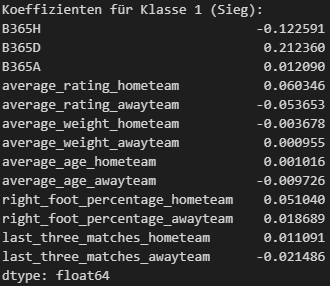 Koeffizienten für Klasse 1 (Sieg):
B365H -0.122591
B365D 0.212360
B365A 0.012090
average_rating_hometeam 0.060346
average_rating_awayteam -0.053653
average_weight_hometeam -0.003678
average_weight_awayteam 0.000955
average_age_hometeam 0.001016
average_age_awayteam -0.009726
right_foot_percentage_hometeam 0.051040
right_foot_percentage_awayteam 0.018689
last_three_matches_hometeam 0.011091
last_three_matches_awayteam -0.021486
dtype: float64